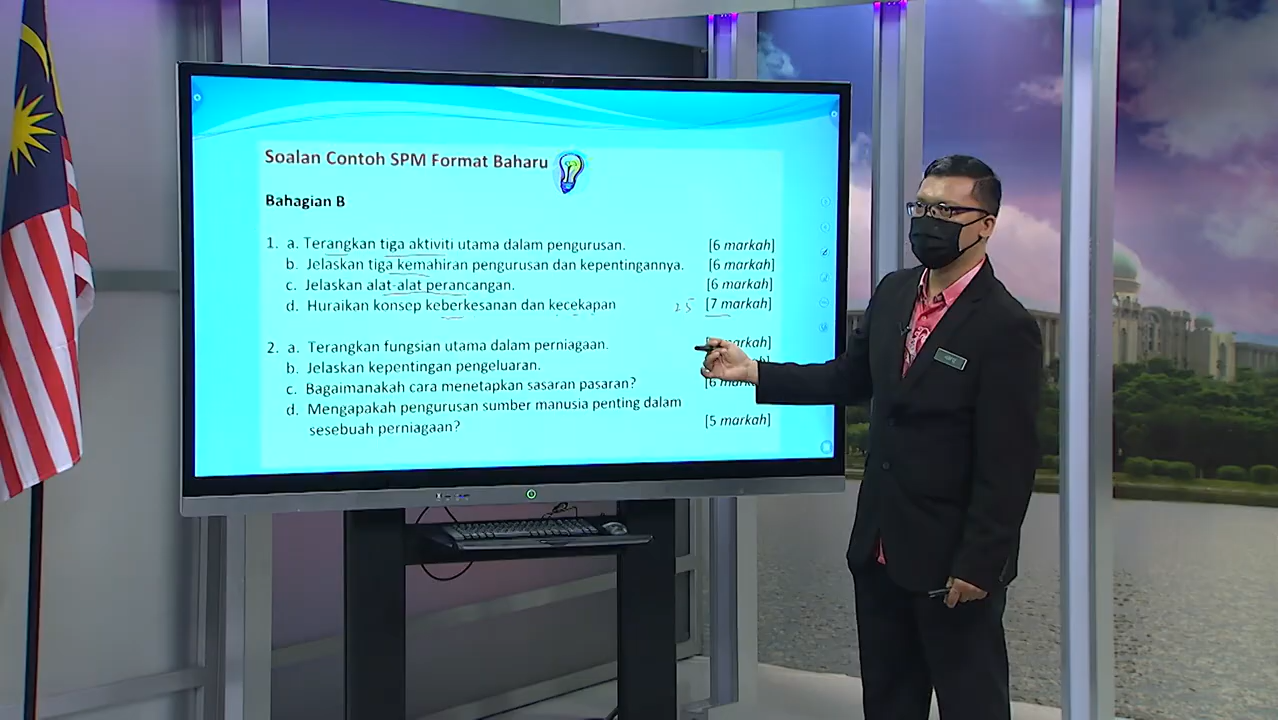 Soalan Contoh SPM Format Baharu
Bahagian B
1. a. Terangkan tiga aktiviti utama dalam pengurusan. [6 markah]
b. Jelaskan tiga kemahiran pengurusan dan kepentingannya. [6 markah]
c. Jelaskan alat-alat perancangan. [6 markah]
d. Huraikan konsep keberkesanan dan kecekapan 25 [7 markah]
2. a. Terangkan fungsian utama dalam perniagaan.
b. Jelaskan kepentingan pengeluaran.
c. Bagaimanakah cara menetapkan sasaran pasaran? [6
d. Mengapakah pengurusan sumber manusia penting dalam
sesebuah perniagaan? [5 markah]